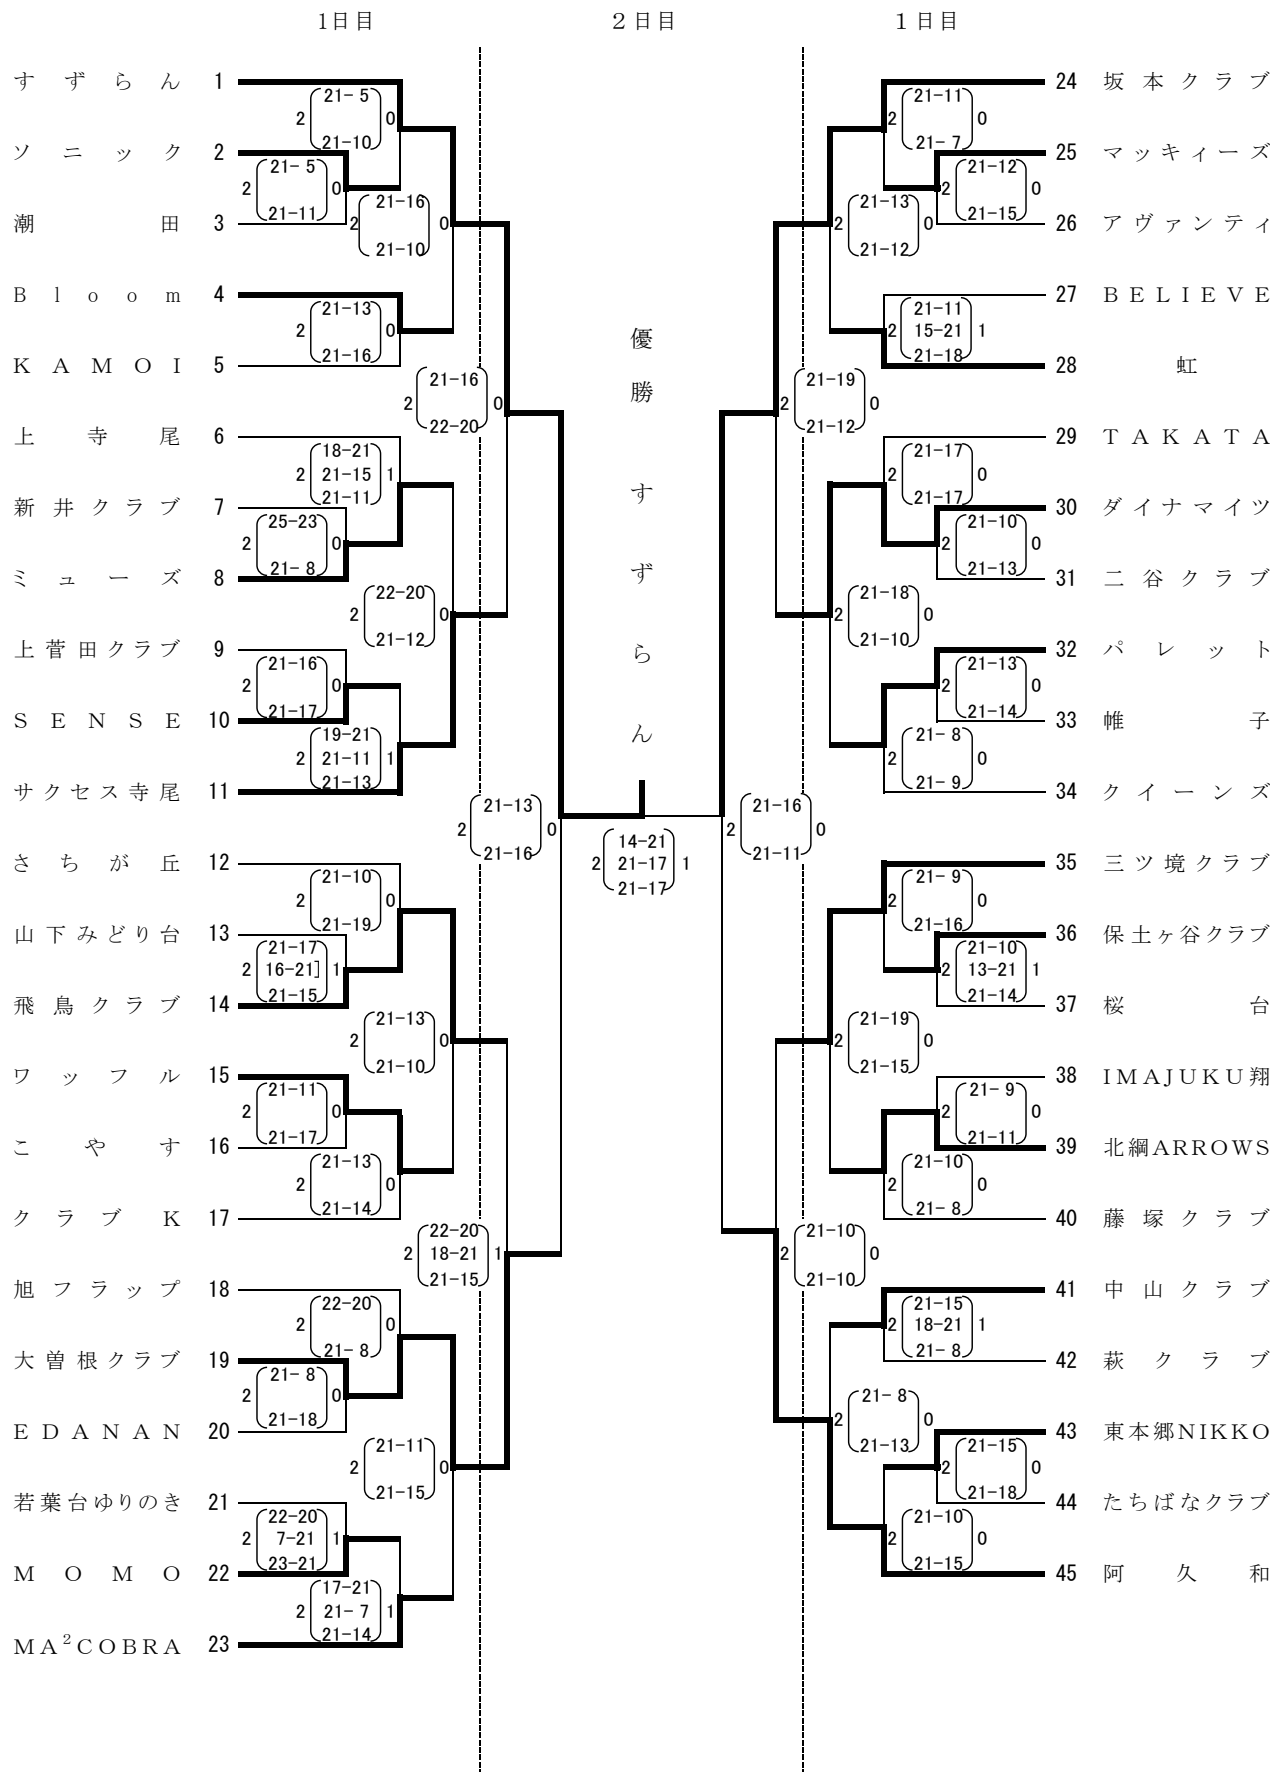 1日目
２日目
１日目
すずらん 1
ソニック 2
潮田 3
Ｂｌｏｏｍ 4
ＫＡＭＯＩ 5
上寺尾 6
新井クラブ 7
ミューズ 8
上菅田クラブ 9
ＳＥＮＳＥ 10
サクセス寺尾 11
さちが丘 12
山下みどり台 13
飛鳥クラブ 14
ワッフル 15
こやす 16
クラブＫ 17
旭フラップ 18
大曽根クラブ 19
ＥＤＡＮＡＮ 20
若葉台ゆりのき 21
ＭＯＭＯ 22
MA²COBRA 23
2 21- 5 0
21-10
2 21- 5 0
21-11
2 21-16 0
21-10
2 21-13 0
21-16
2 21-16 0
22-20
18-21
2 21-15 1
21-11
2 25-23 0
21- 8
2 22-20 0
21-12
2 21-16 0
21-17
19-21
2 21-11 1
21-13
2 21-13 0
21-16
2 21-10 0
21-19
21-17
2 16-21] 1
21-15
2 21-13 0
21-10
2 21-11 0
21-17
2 21-13 0
21-14
22-20
2 18-21 1
21-15
2 22-20 0
21- 8
2 21- 8 0
21-18
2 21-11 0
21-15
22-20
2 7-21 1
23-21
17-21
2 21- 7 1
21-14
優勝
すずらん
14-21
2 21-17 1
21-17
24 坂本クラブ
25 マッキィーズ
26 アヴァンティ
27 ＢＥＬＩＥＶＥ
28 虹
29 ＴＡＫＡＴＡ
30 ダイナマイツ
31 二谷クラブ
32 パレット
33 帷子
34 クイーンズ
35 三ツ境クラブ
36 保土ヶ谷クラブ
37 桜台
38 IMAJUKU翔
39 北綱ARROWS
40 藤塚クラブ
41 中山クラブ
42 萩クラブ
43 東本郷NIKKO
44 たちばなクラブ
45 阿久和
2 21-11 0
21- 7
2 21-12 0
21-15
2 21-13 0
21-12
21-11
2 15-21 1
21-18
2 21-19 0
21-12
2 21-17 0
21-17
2 21-10 0
21-13
2 21-18 0
21-10
2 21-13 0
21-14
2 21- 8 0
21- 9
2 21-16 0
21-11
2 21- 9 0
21-16
21-10
2 13-21 1
21-14
2 21-19 0
21-15
2 21- 9 0
21-11
2 21-10 0
21- 8
2 21-10 0
21-10
21-15
2 18-21 1
21- 8
2 21- 8 0
21-13
2 21-15 0
21-18
2 21-10 0
21-15